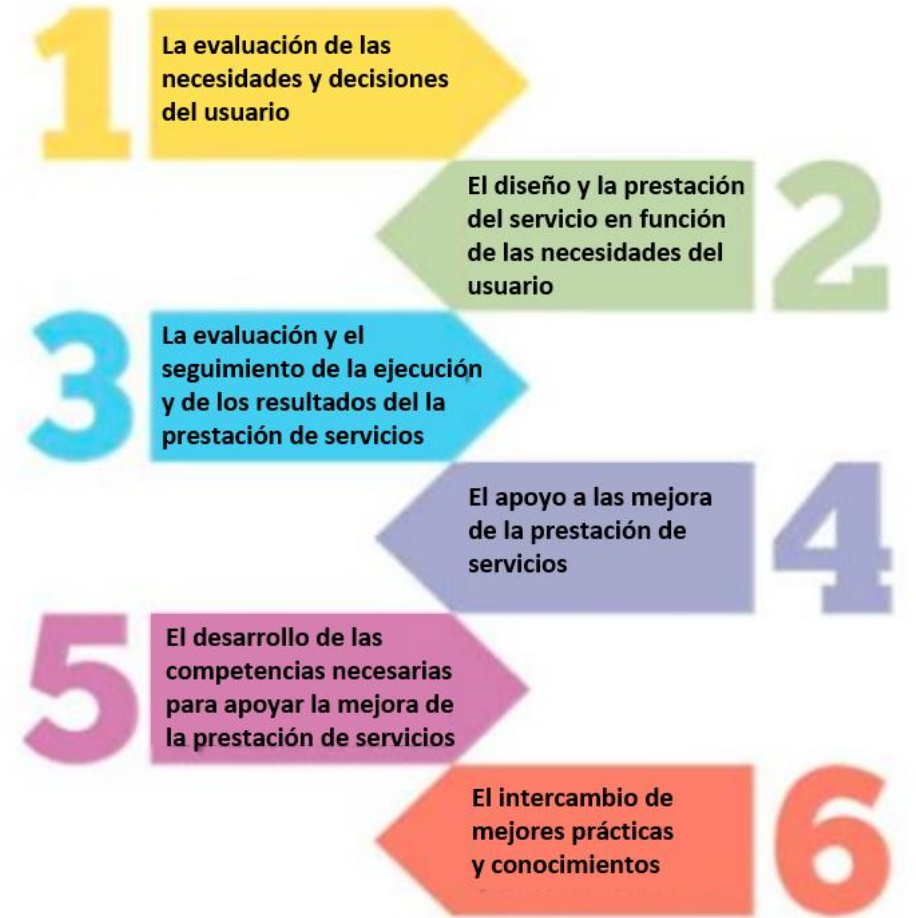 1
La evaluación de las
necesidades y decisiones
del usuario
El diseño y la prestación
del servicio en función
de las necesidades del
usuario
2
3
La evaluación y el
seguimiento de la ejecución
y de los resultados del la
prestación de servicios
El apoyo a las mejora
de la prestación de
servicios
4
5
El desarrollo de las
competencias necesarias
para apoyar la mejora de
la prestación de servicios
El intercambio de
mejores prácticas
y conocimientos
6